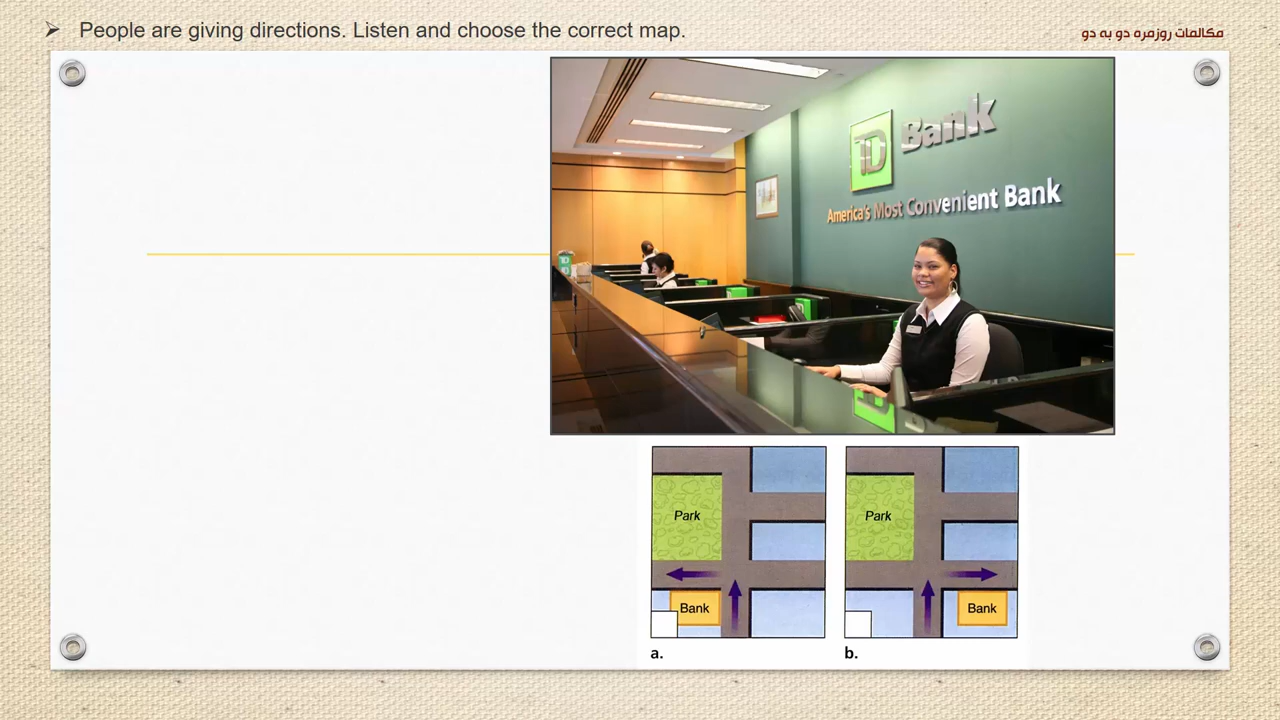 ➢ People are giving directions. Listen and choose the correct map.
مکالمات روزمره دو به دو
TD Bank
America's Most Convenient Bank
Park
Park
Bank
Bank
a.
b.